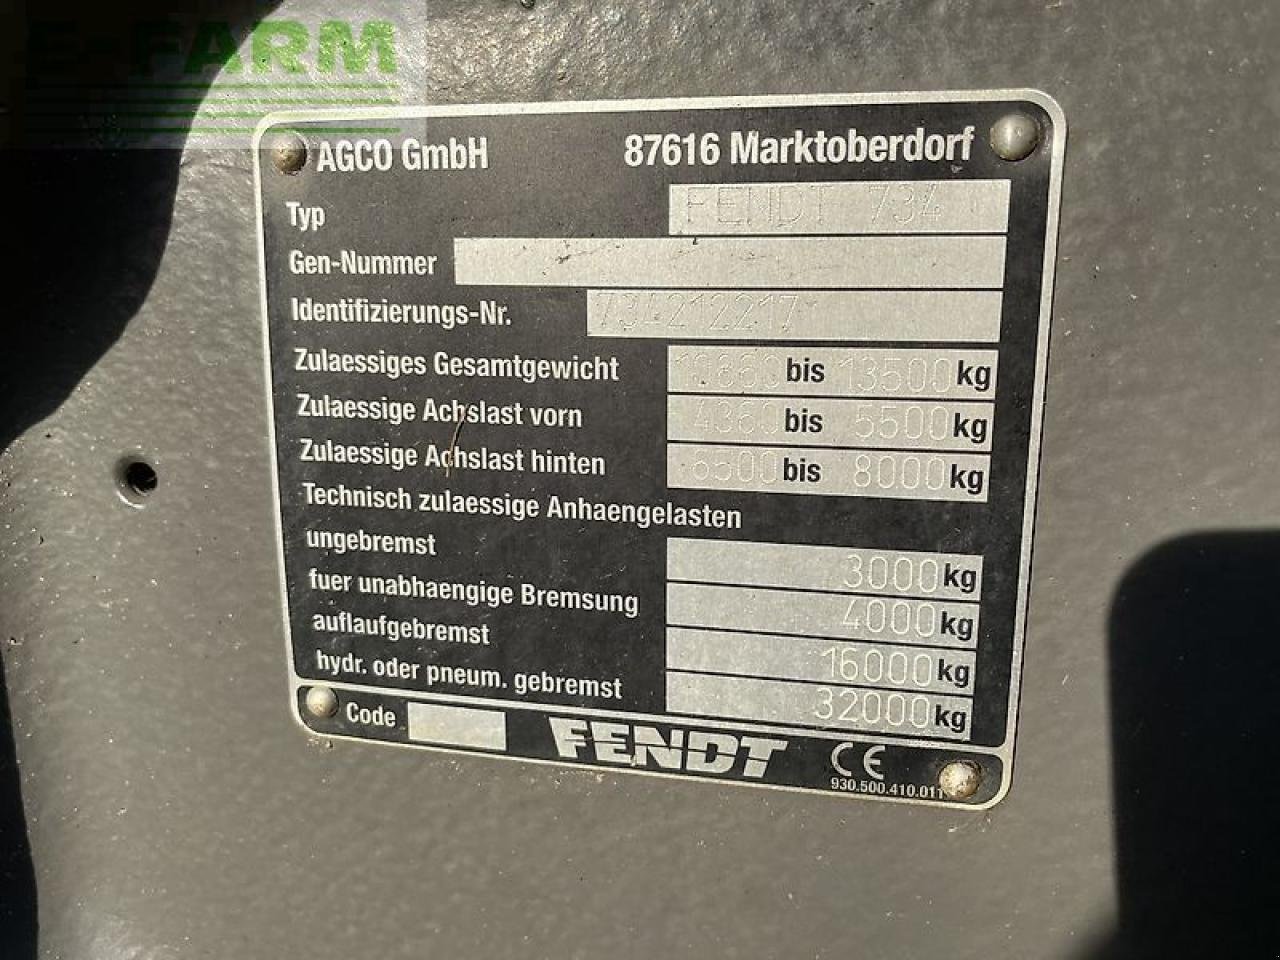 E-FARM
AGCO GmbH 87616 Marktoberdorf
Typ FENDT 734
Gen-Nummer
Identifizierungs-Nr. 734212217
Zulaessiges Gesamtgewicht 10860 bis 13500 kg
Zulaessige Achslast vorn 4360 bis 5500 kg
Zulaessige Achslast hinten 6500 bis 8000 kg
Technisch zulaessige Anhaengelasten
ungebremst 3000 kg
fuer unabhaengige Bremsung 4000 kg
auflaufgebremst 16000 kg
hydr. oder pneum. gebremst 32000 kg
Code FENDT CE
930.500.410.011